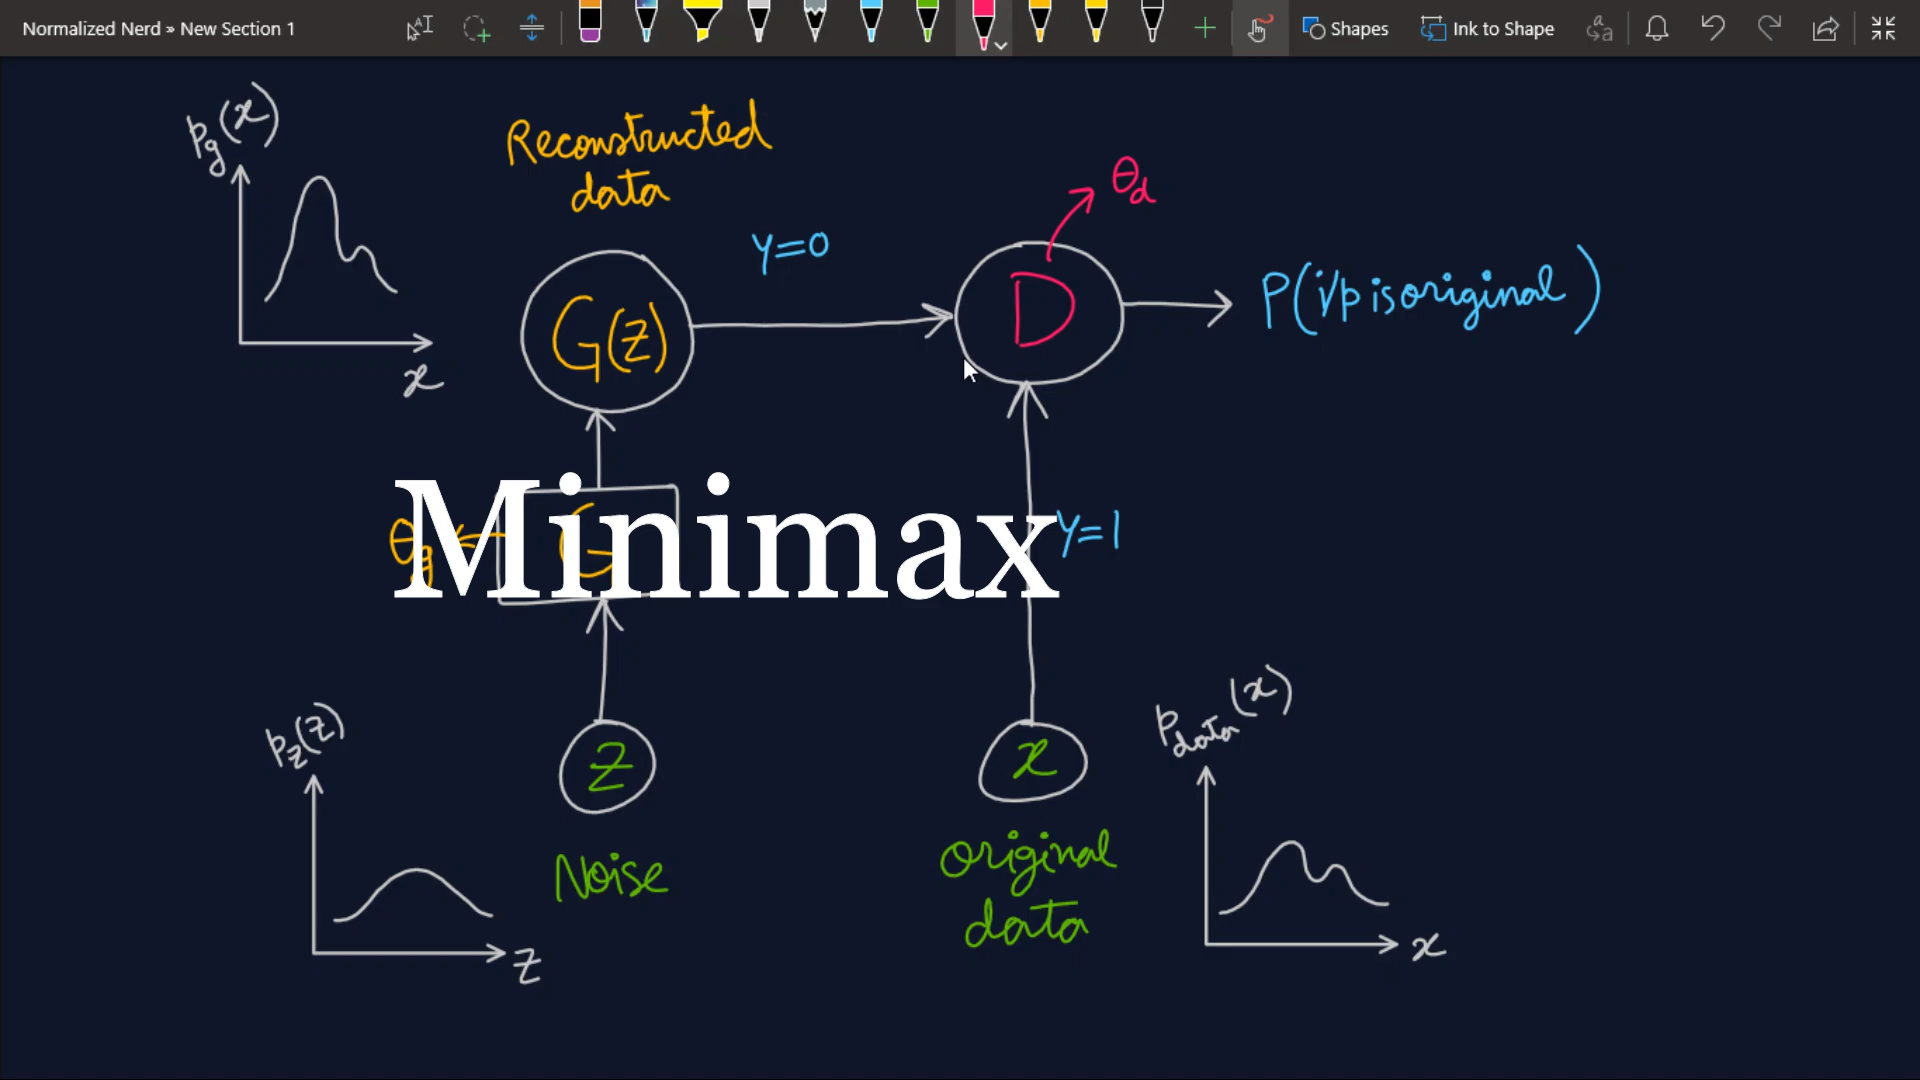 Normalized Nerd » New Section 1
Shapes
Ink to Shape
Pg(x)
x
Reconstructed
data
y=0
θd
G(z)
D
P(i/p is original)
Minimax
θg
G
y=1
Pz(z)
z
Z
Noise
x
original
data
Pdata(x)
x